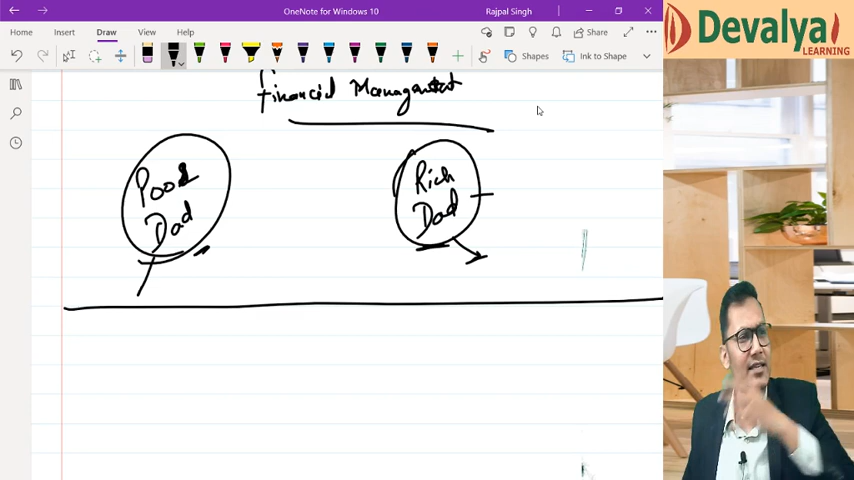 OneNote for Windows 10
Rajpal Singh
Home Insert Draw View Help
Share
Shapes
Ink to Shape
Devalya
LEARNING
Financial Management
Poor
Dad
Rich
Dad